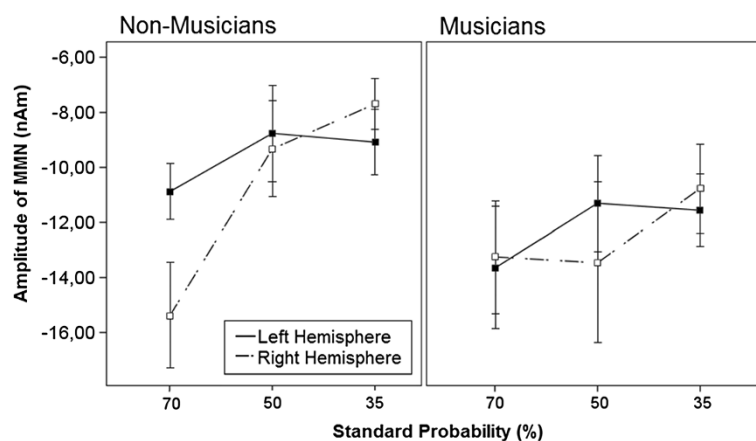 Non-Musicians
Musicians
Amplitude of MMN (nAm)
-6,00
-8,00
-10,00
-12,00
-14,00
-16,00
Left Hemisphere
Right Hemisphere
70
50
35
70
50
35
Standard Probability (%)